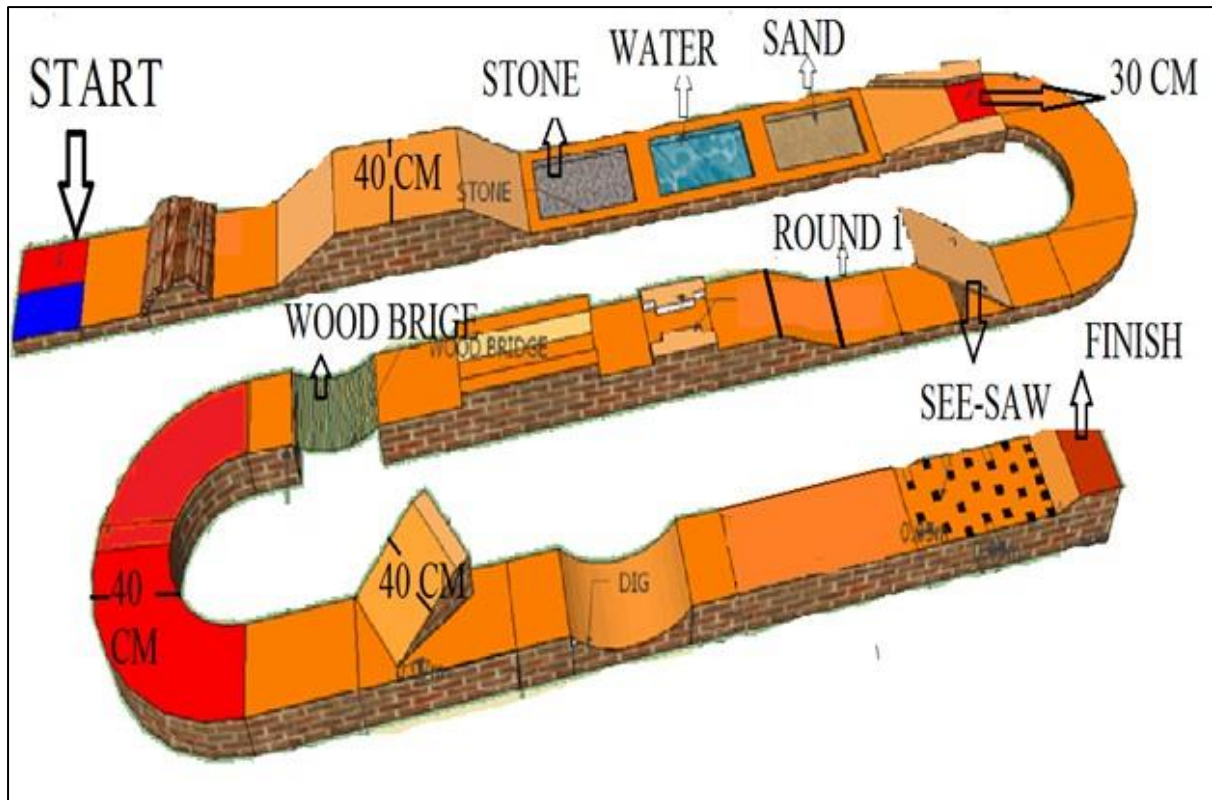 START
STONE
WATER
SAND
30 CM
40 CM
STONE
ROUND 1
WOOD BRIGE
WOOD BRIDGE
SEE-SAW
FINISH
40
CM
40 CM
DIG